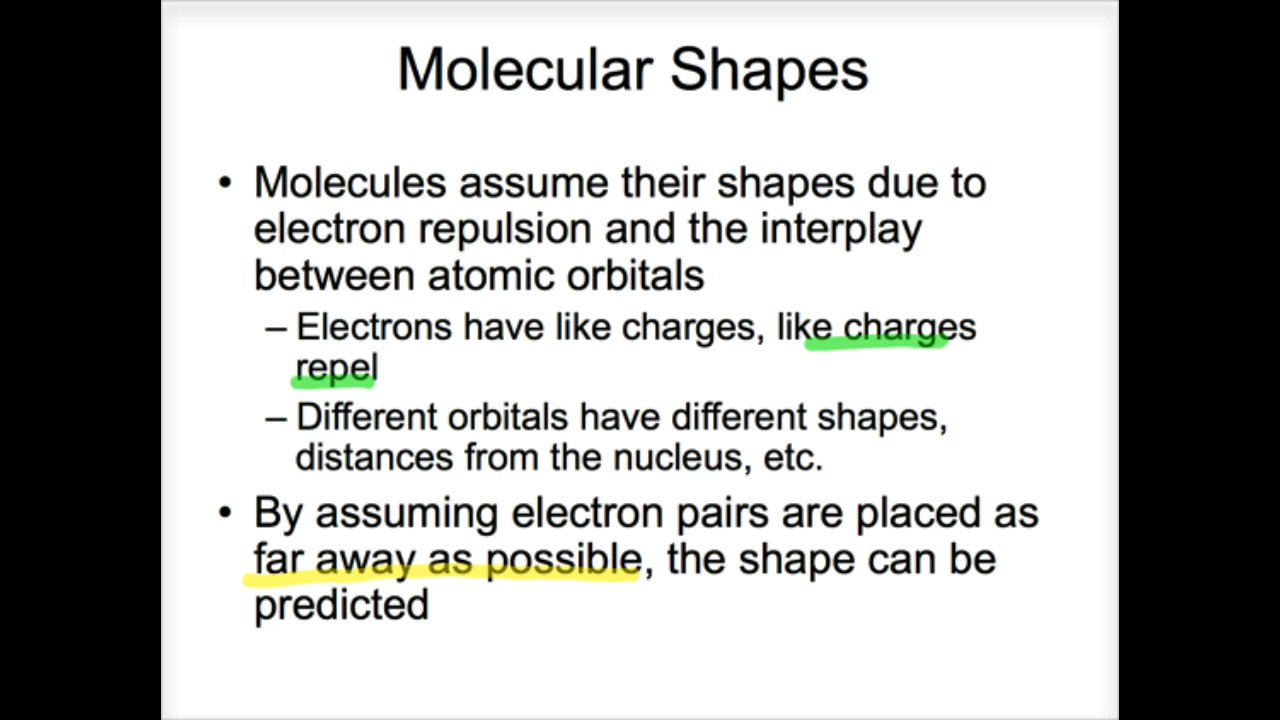 Molecular Shapes
• Molecules assume their shapes due to
electron repulsion and the interplay
between atomic orbitals
– Electrons have like charges, like charges
repel
– Different orbitals have different shapes,
distances from the nucleus, etc.
• By assuming electron pairs are placed as
far away as possible, the shape can be
predicted